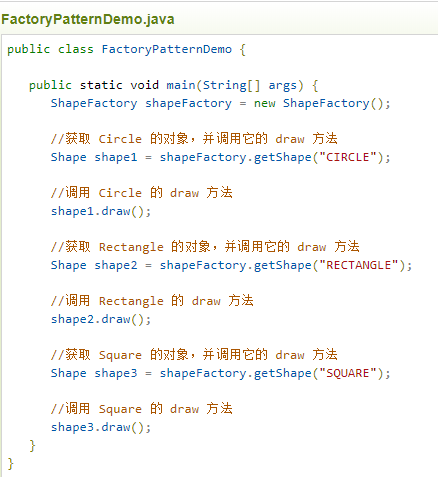 FactoryPatternDemo.java
public class FactoryPatternDemo {
public static void main(String[] args) {
ShapeFactory shapeFactory = new ShapeFactory();
//获取 Circle 的对象，并调用它的 draw 方法
Shape shape1 = shapeFactory.getShape("CIRCLE");
//调用 Circle 的 draw 方法
shape1.draw();
//获取 Rectangle 的对象，并调用它的 draw 方法
Shape shape2 = shapeFactory.getShape("RECTANGLE");
//调用 Rectangle 的 draw 方法
shape2.draw();
//获取 Square 的对象，并调用它的 draw 方法
Shape shape3 = shapeFactory.getShape("SQUARE");
//调用 Square 的 draw 方法
shape3.draw();
}
}